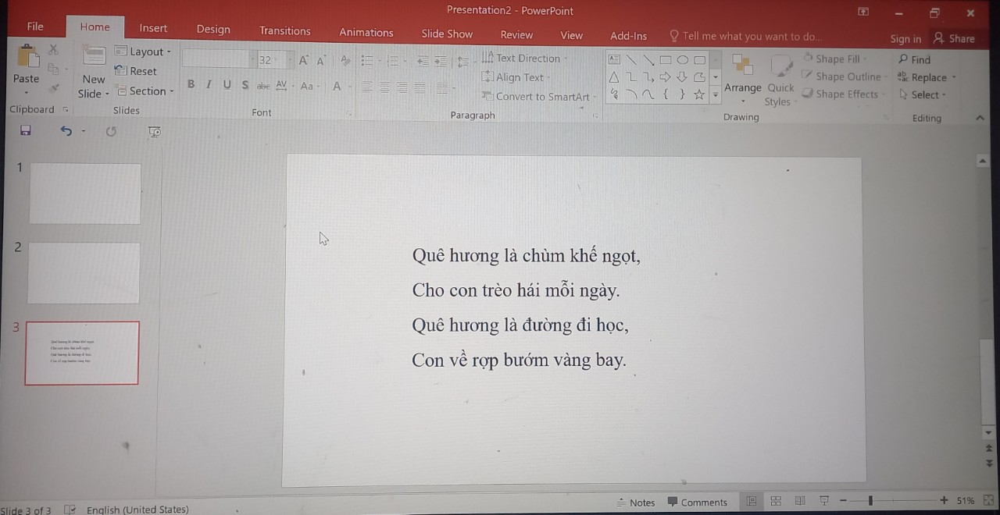 Presentation2 - PowerPoint
File Home Insert Design Transitions Animations Slide Show Review View Add-Ins Tell me what you want to do... Sign in Share
Paste
Clipboard
New Slide
Layout
Reset
Section
Slides
32
B I U S abc AV Aa A
Font
Text Direction
Align Text
Convert to SmartArt
Paragraph
Arrange
Quick Styles
Shape Fill
Shape Outline
Shape Effects
Drawing
Find
Replace
Select
Editing
1
2
3
Quê hương là chùm khế ngọt,
Cho con trèo hái mỗi ngày.
Quê hương là đường đi học,
Con về rợp bướm vàng bay.
Slide 3 of 3 English (United States) Notes Comments 51%